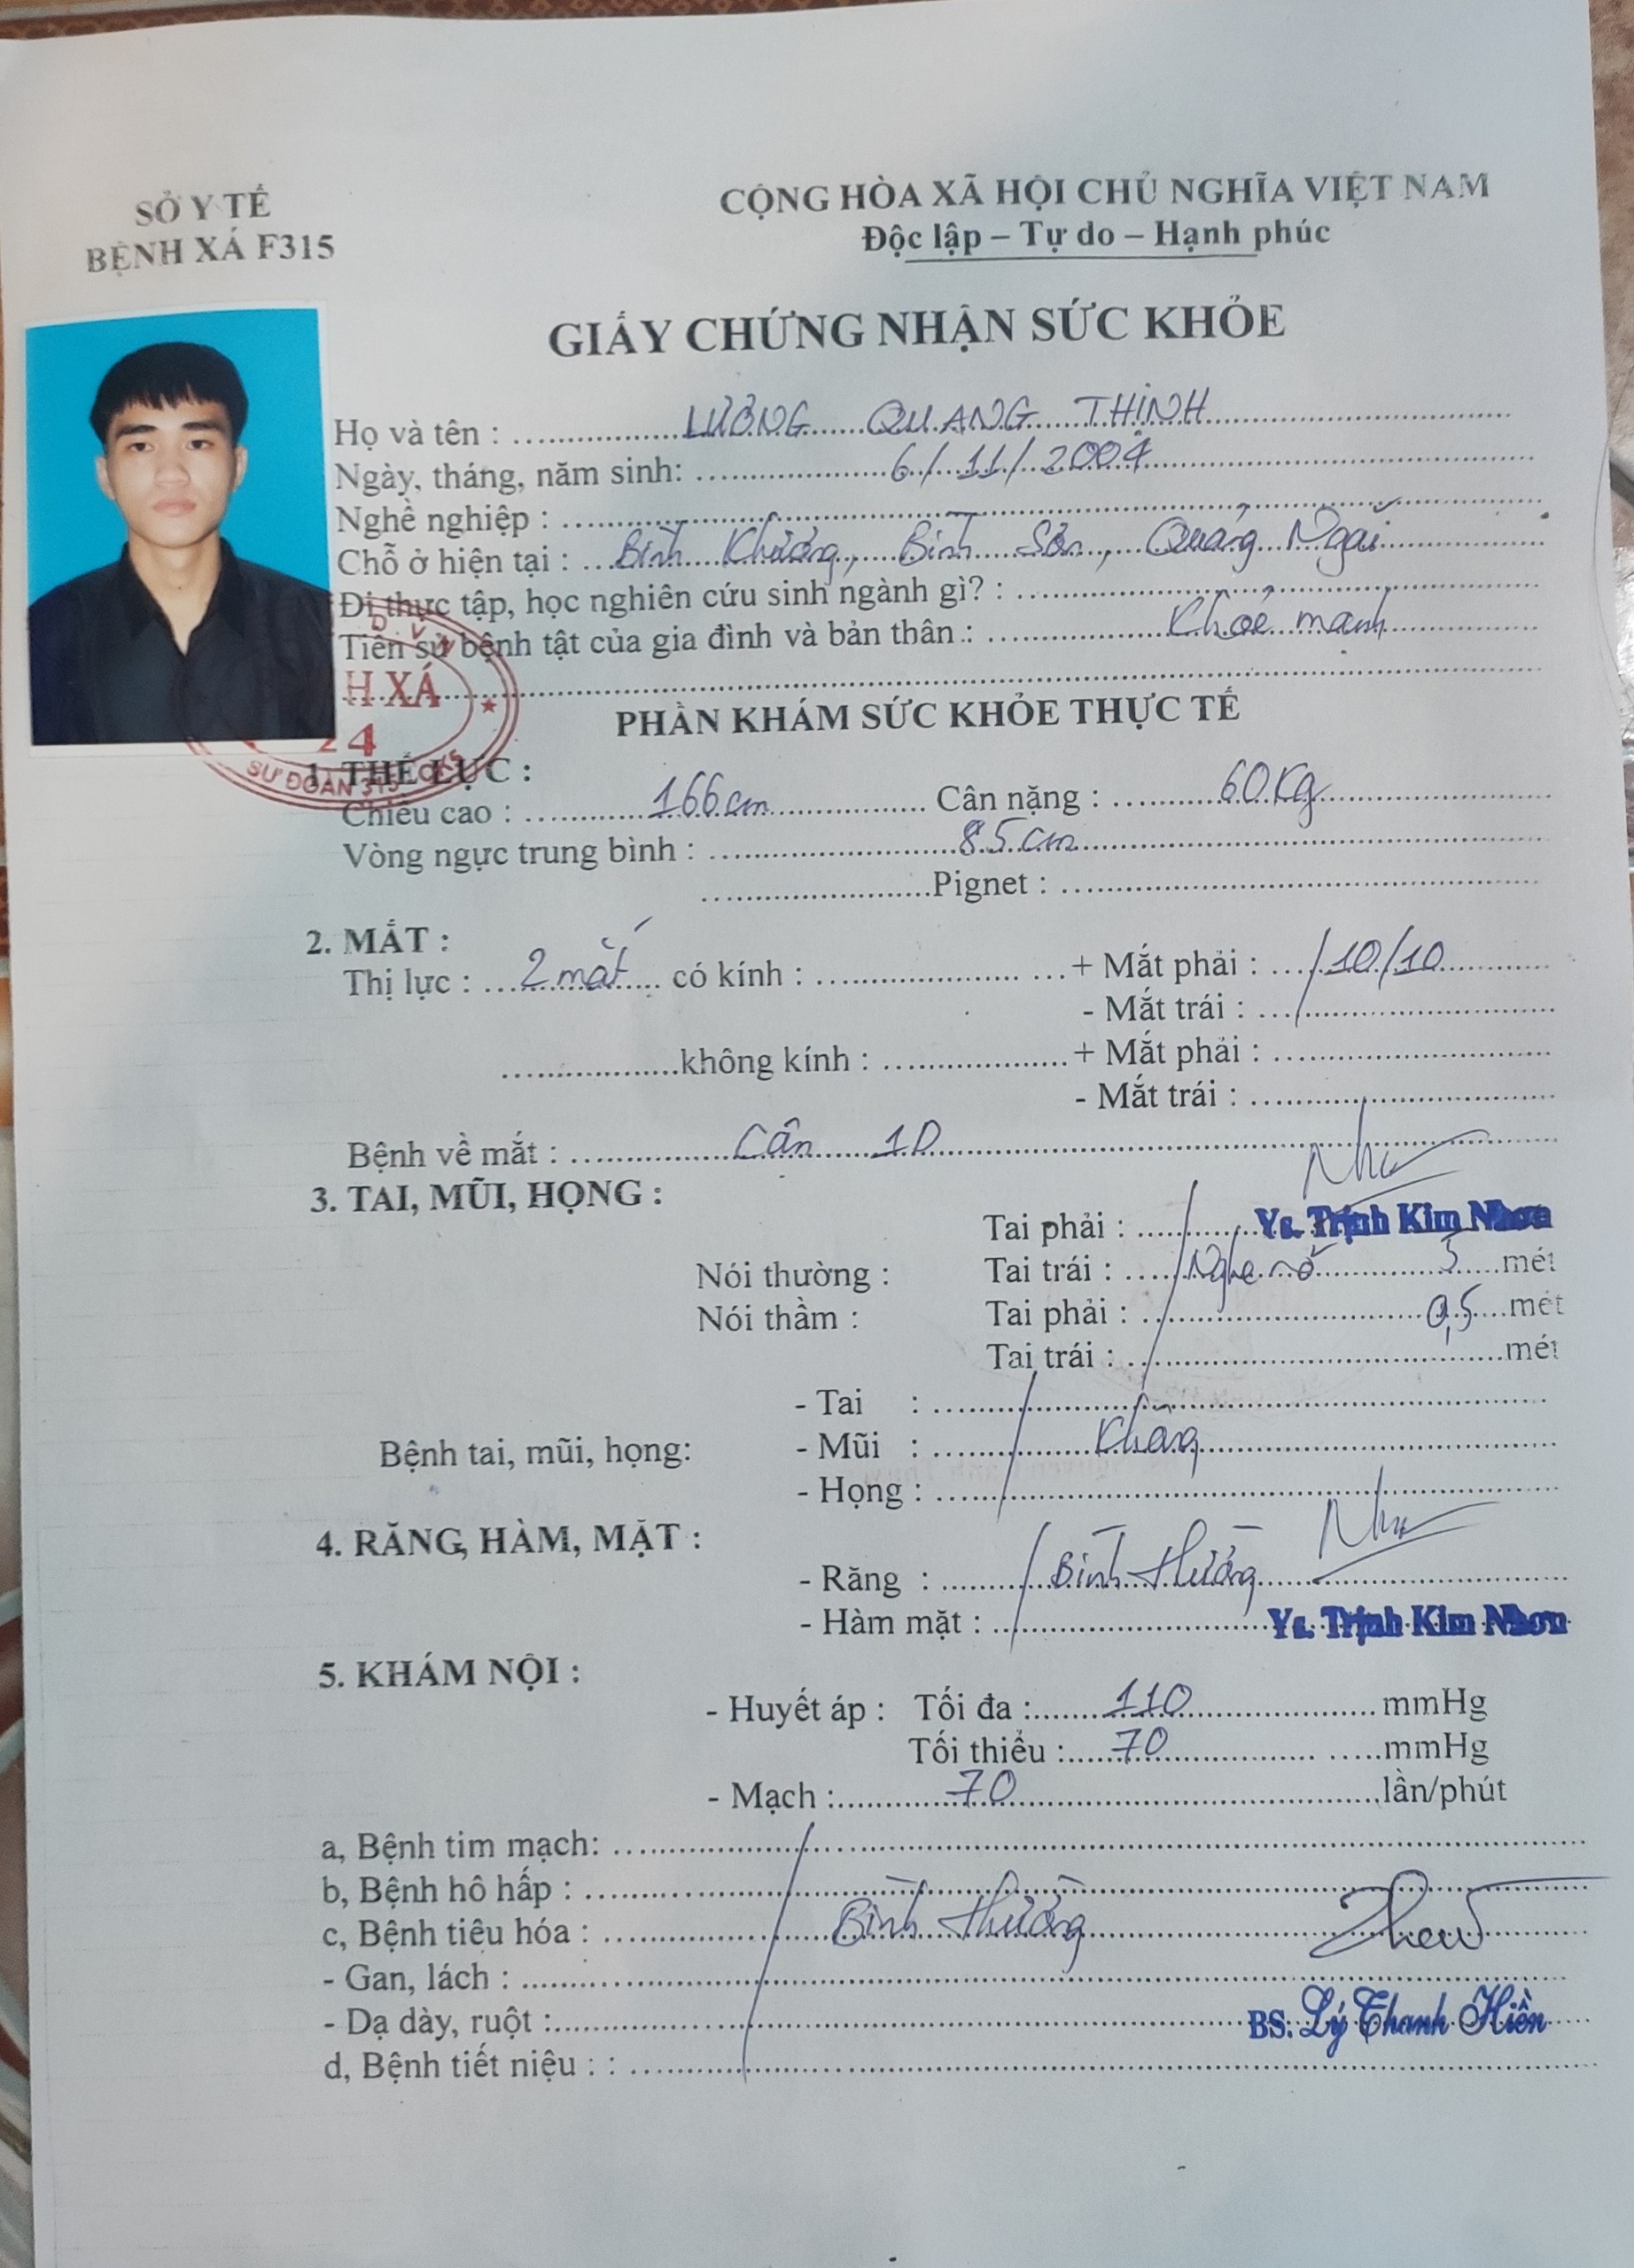 SỞ Y TẾ
BỆNH XÁ F315
CỘNG HÒA XÃ HỘI CHỦ NGHĨA VIỆT NAM
Độc lập – Tự do – Hạnh phúc
GIẤY CHỨNG NHẬN SỨC KHỎE
Họ và tên : LƯƠNG QUANG THỊNH
Ngày, tháng, năm sinh: 6/11/2004
Nghề nghiệp :
Chỗ ở hiện tại : Bình Khương, Bình Sơn, Quảng Ngãi
Đi thực tập, học nghiên cứu sinh ngành gì? :
Tiền sử bệnh tật của gia đình và bản thân : Khỏe mạnh
H XÁ
24
SƯ ĐOÀN 315
PHẦN KHÁM SỨC KHỎE THỰC TẾ
1. THỂ LỰC :
Chiều cao : 166cm Cân nặng : 60Kg
Vòng ngực trung bình : 85cm
Pignet :
2. MẮT :
Thị lực : 2 mắt có kính : + Mắt phải : 10/10
- Mắt trái :
không kính : + Mắt phải :
- Mắt trái :
Bệnh về mắt : Cận 1D
3. TAI, MŨI, HỌNG :
Tai phải : Ys. Trịnh Kim Nhơn
Nói thường : Tai trái : Nghe rõ 5 mét
Nói thầm : Tai phải : 0,5 mét
Tai trái : mét
- Tai :
Bệnh tai, mũi, họng: - Mũi : Không
- Họng :
4. RĂNG, HÀM, MẶT :
- Răng : Bình thường
- Hàm mặt : Ys. Trịnh Kim Nhơn
5. KHÁM NỘI :
- Huyết áp : Tối đa : 110 mmHg
Tối thiểu : 70 mmHg
- Mạch : 70 lần/phút
a, Bệnh tim mạch:
b, Bệnh hô hấp :
c, Bệnh tiêu hóa : Bình thường
- Gan, lách :
- Dạ dày, ruột : BS. Lý Thanh Hiền
d, Bệnh tiết niệu : :